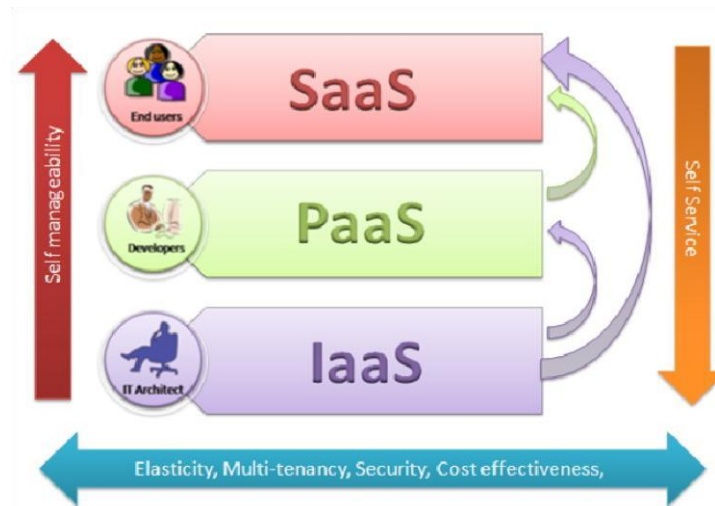 SaaS
End users
Self manageability
Self Service
PaaS
Developers
IaaS
IT Architect
Elasticity, Multi-tenancy, Security, Cost effectiveness,